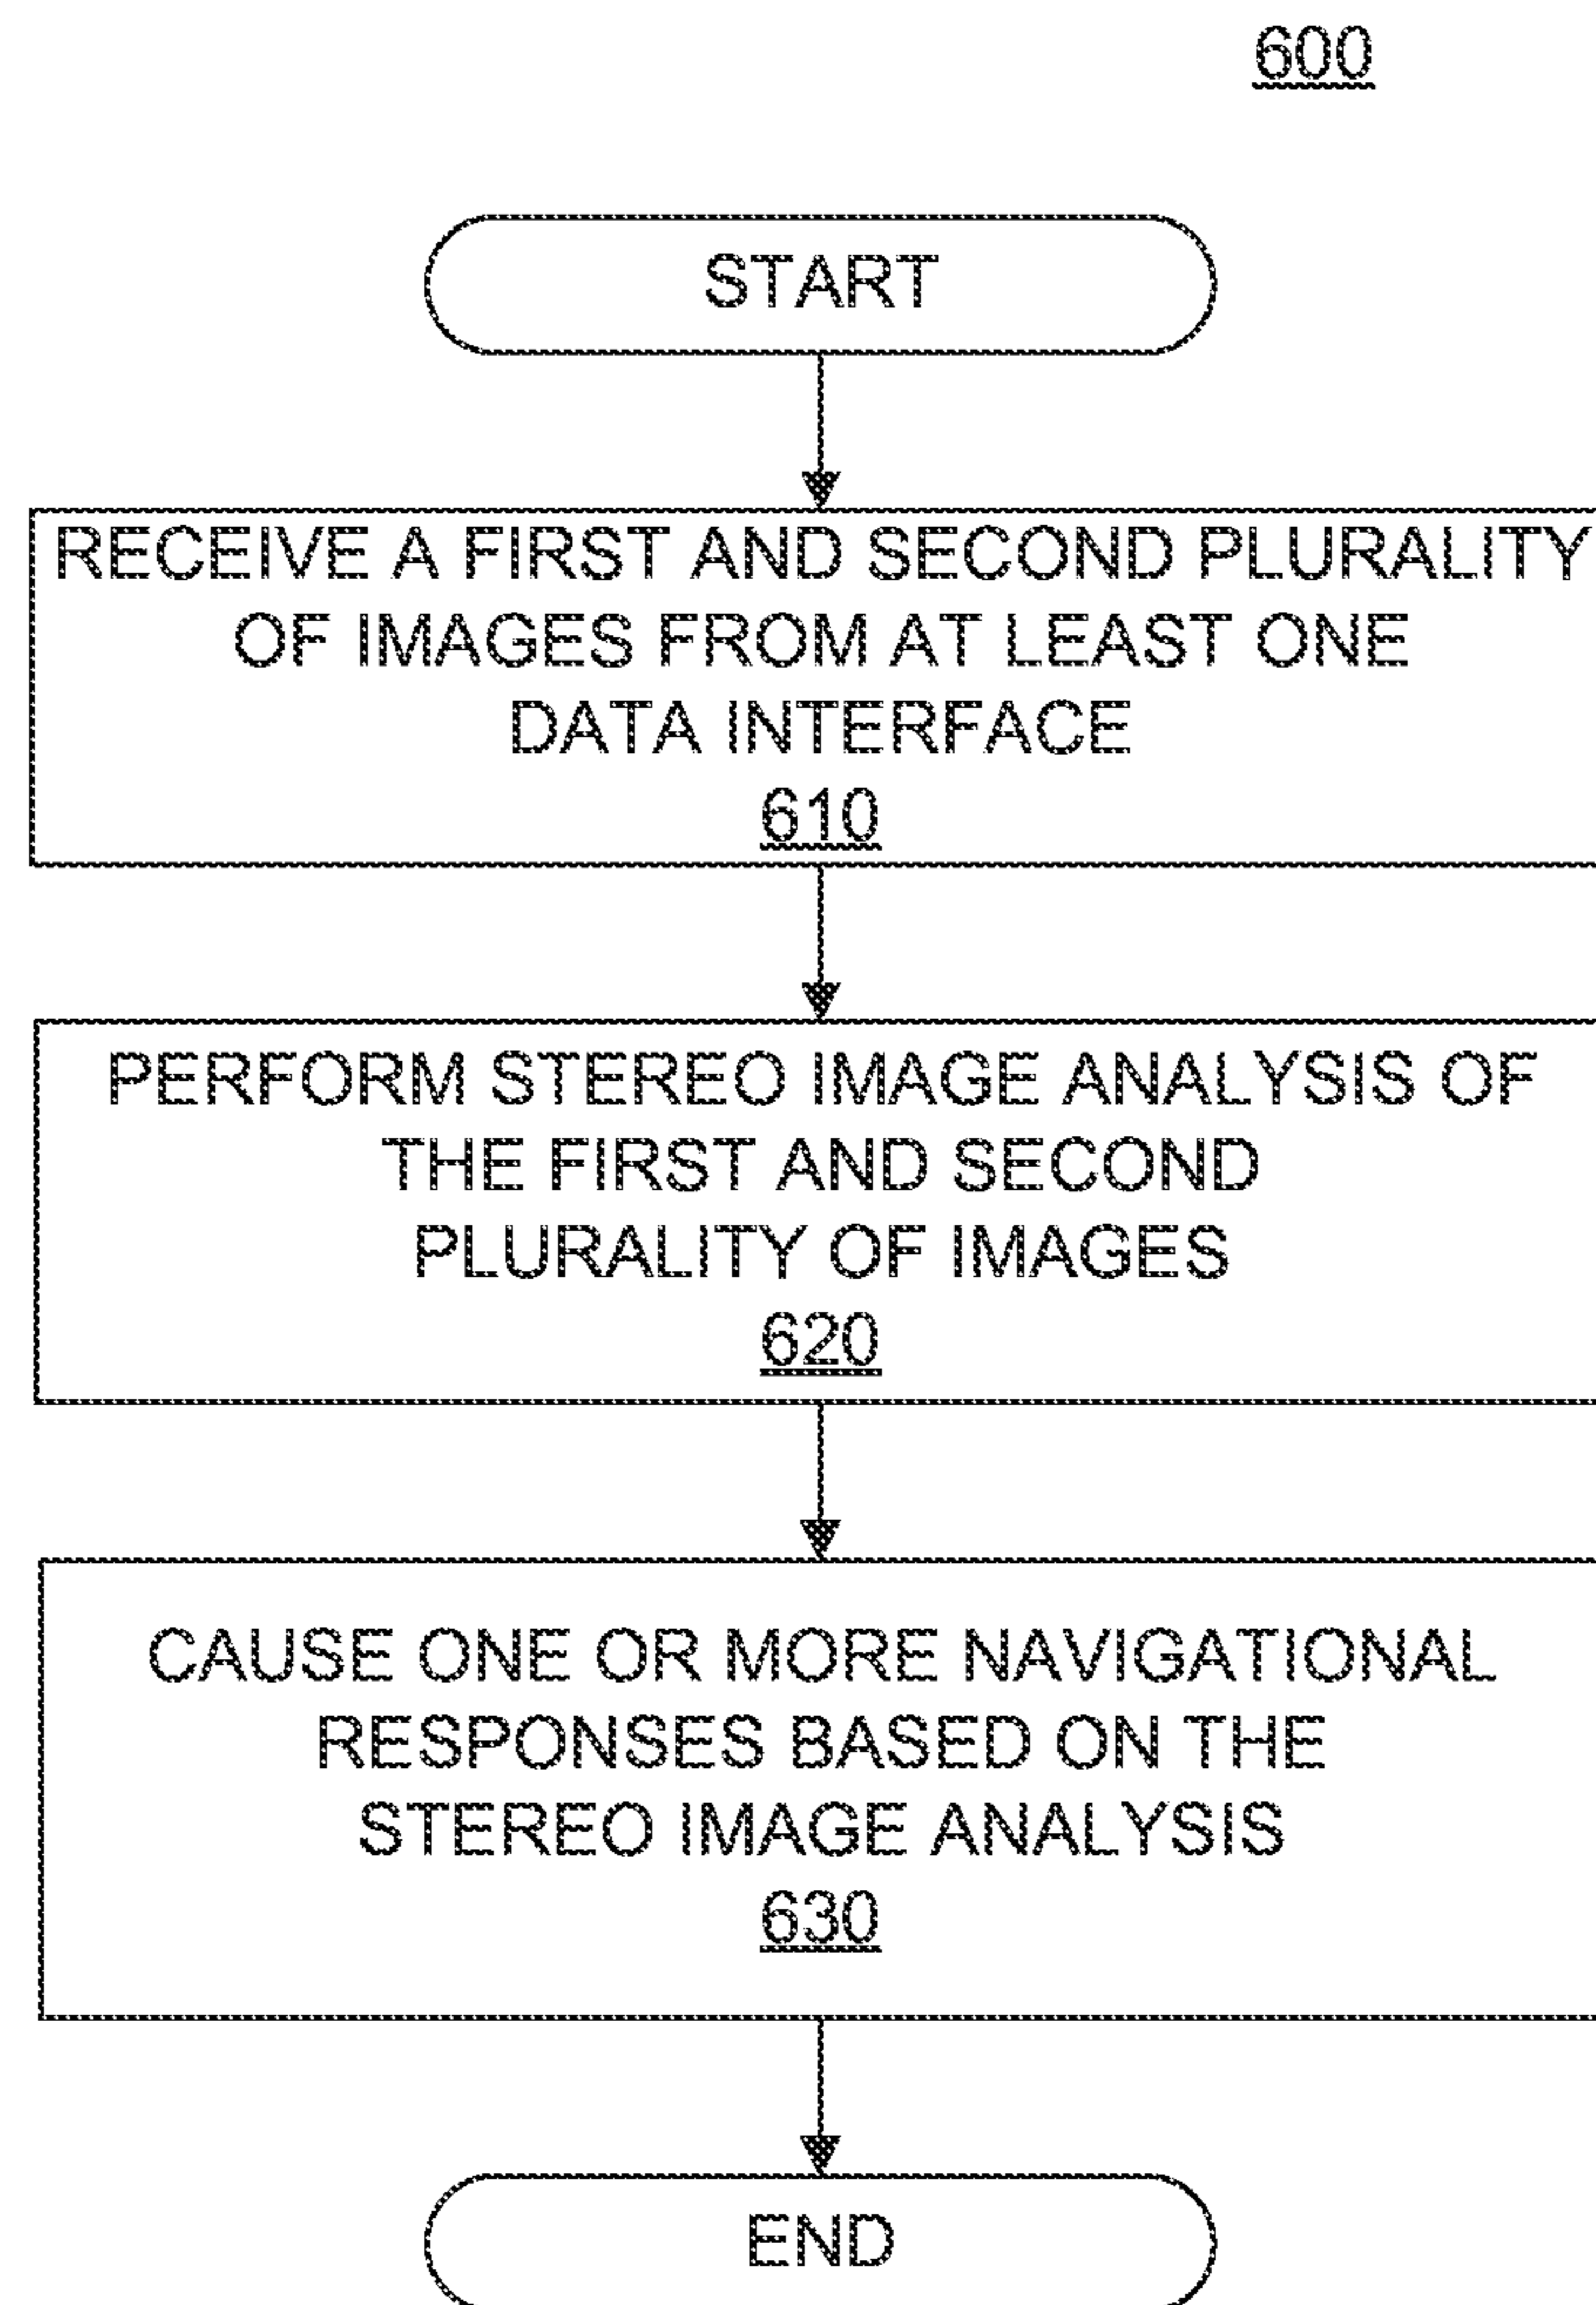 600
START
RECEIVE A FIRST AND SECOND PLURALITY
OF IMAGES FROM AT LEAST ONE
DATA INTERFACE
610
PERFORM STEREO IMAGE ANALYSIS OF
THE FIRST AND SECOND
PLURALITY OF IMAGES
620
CAUSE ONE OR MORE NAVIGATIONAL
RESPONSES BASED ON THE
STEREO IMAGE ANALYSIS
630
END